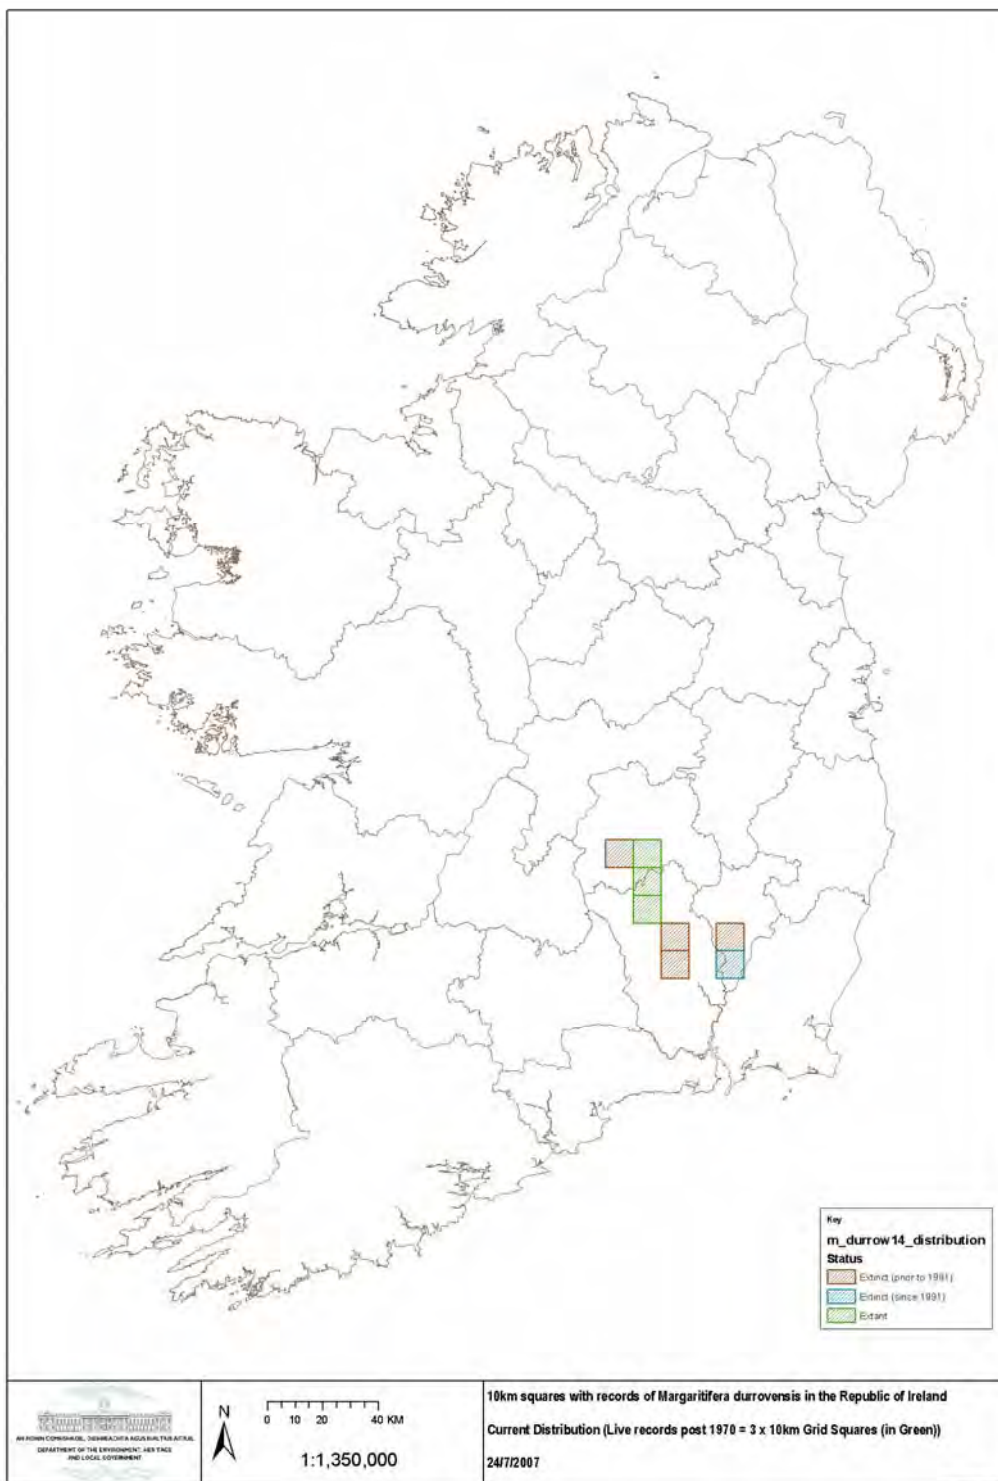 Key
m_durrow14_distribution
Status
Extinct (prior to 1991)
Extinct (since 1991)
Extant
DEPARTMENT OF THE ENVIRONMENT, HERITAGE
AND LOCAL GOVERNMENT
N
0 10 20 40 KM
1:1,350,000
10km squares with records of Margaritifera durrovensis in the Republic of Ireland
Current Distribution (Live records post 1970 = 3 x 10km Grid Squares (in Green))
24/7/2007